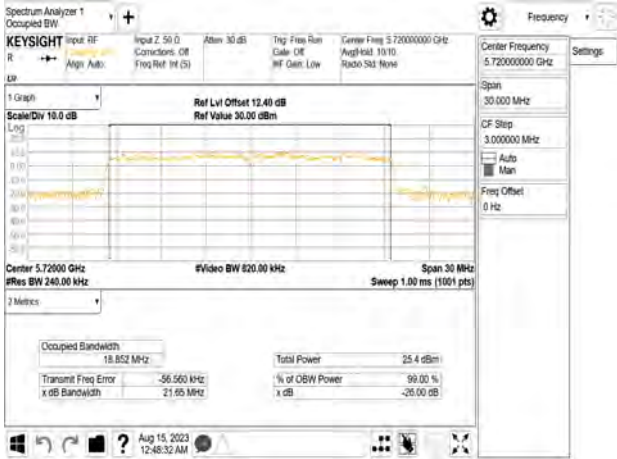 Spectrum Analyzer 1
Occupied BW
KEYSIGHT
Input: RF
R
Align: Auto
Input Z: 50 Ω
Corrections: Off
Freq Ref: Int (S)
Atten: 30 dB
Trig: Free Run
Gate: Off
#IF Gain: Low
Center Freq: 5.720000000 GHz
Avg|Hold: 10/10
Radio Std: None
Frequency
Settings
Center Frequency
5.720000000 GHz
Span
30.000 MHz
CF Step
3.000000 MHz
Auto
Man
Freq Offset
0 Hz
1 Graph
Scale/Div 10.0 dB
Log
Ref Lvl Offset 12.40 dB
Ref Value 30.00 dBm
Center 5.72000 GHz
#Res BW 240.00 kHz
#Video BW 820.00 kHz
Span 30 MHz
Sweep 1.00 ms (1001 pts)
2 Metrics
Occupied Bandwidth
18.852 MHz
Total Power 25.4 dBm
Transmit Freq Error -56.560 kHz
% of OBW Power 99.00 %
x dB Bandwidth 21.65 MHz
x dB -26.00 dB
Aug 15, 2023
12:48:32 AM